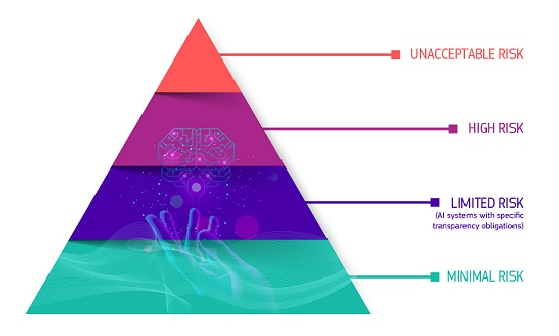 UNACCEPTABLE RISK
HIGH RISK
LIMITED RISK
(AI systems with specific
transparency obligations)
MINIMAL RISK